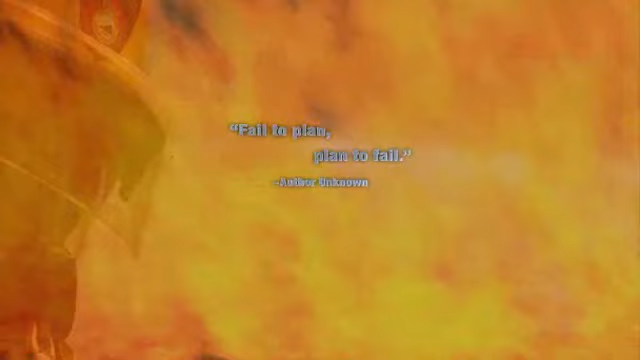 “Fail to plan,
plan to fail.”
-Author Unknown